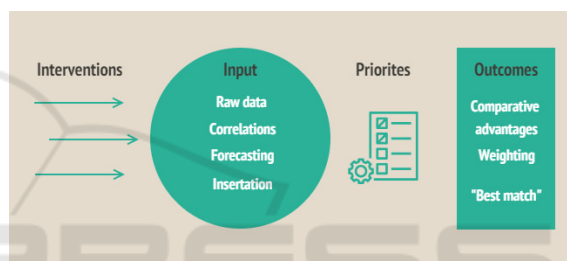 Interventions
Input
Raw data
Correlations
Forecasting
Insertation
Priorites
Outcomes
Comparative
advantages
Weighting
"Best match"